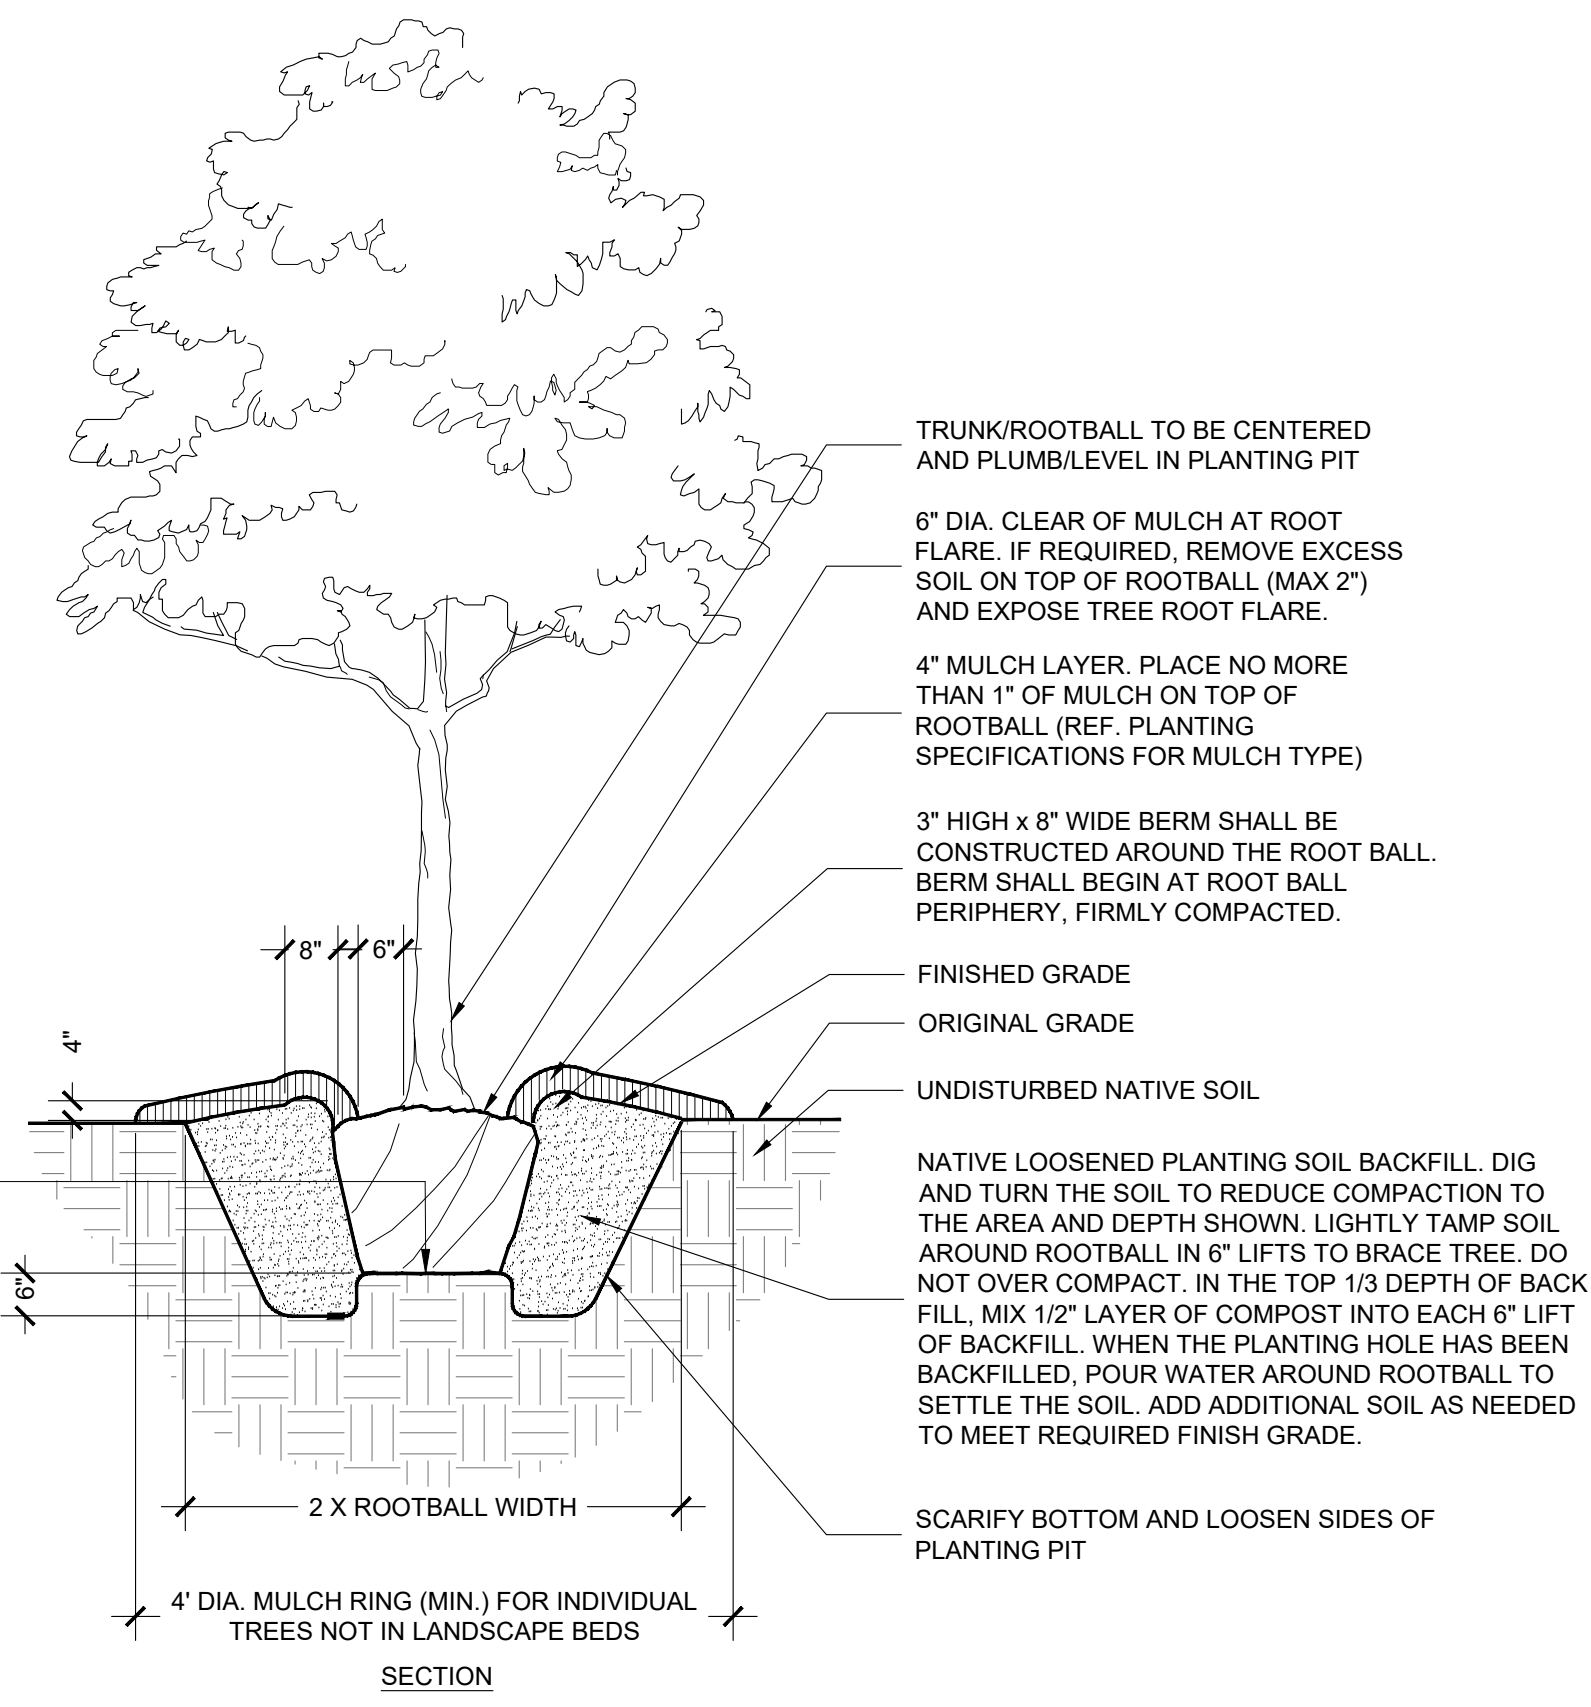 TRUNK/ROOTBALL TO BE CENTERED
AND PLUMB/LEVEL IN PLANTING PIT
6" DIA. CLEAR OF MULCH AT ROOT
FLARE. IF REQUIRED, REMOVE EXCESS
SOIL ON TOP OF ROOTBALL (MAX 2")
AND EXPOSE TREE ROOT FLARE.
4" MULCH LAYER. PLACE NO MORE
THAN 1" OF MULCH ON TOP OF
ROOTBALL (REF. PLANTING
SPECIFICATIONS FOR MULCH TYPE)
3" HIGH x 8" WIDE BERM SHALL BE
CONSTRUCTED AROUND THE ROOT BALL.
BERM SHALL BEGIN AT ROOT BALL
PERIPHERY, FIRMLY COMPACTED.
8"
6"
FINISHED GRADE
ORIGINAL GRADE
4"
UNDISTURBED NATIVE SOIL
NATIVE LOOSENED PLANTING SOIL BACKFILL. DIG
AND TURN THE SOIL TO REDUCE COMPACTION TO
THE AREA AND DEPTH SHOWN. LIGHTLY TAMP SOIL
AROUND ROOTBALL IN 6" LIFTS TO BRACE TREE. DO
NOT OVER COMPACT. IN THE TOP 1/3 DEPTH OF BACK
FILL, MIX 1/2" LAYER OF COMPOST INTO EACH 6" LIFT
OF BACKFILL. WHEN THE PLANTING HOLE HAS BEEN
BACKFILLED, POUR WATER AROUND ROOTBALL TO
SETTLE THE SOIL. ADD ADDITIONAL SOIL AS NEEDED
TO MEET REQUIRED FINISH GRADE.
6"
2 X ROOTBALL WIDTH
SCARIFY BOTTOM AND LOOSEN SIDES OF
PLANTING PIT
4' DIA. MULCH RING (MIN.) FOR INDIVIDUAL
TREES NOT IN LANDSCAPE BEDS
SECTION